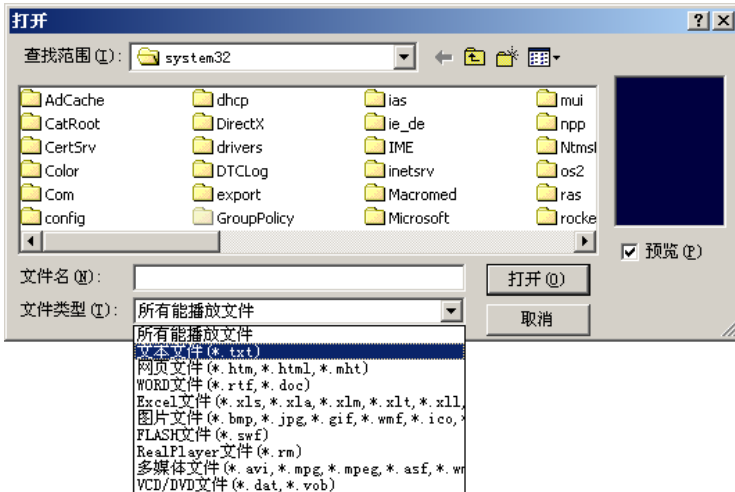 打开
查找范围(I): system32
AdCache dhcp ias mui
CatRoot DirectX ie_de npp
CertSrv drivers IME Ntmsl
Color DTCLog inetsrv os2
Com export Macromed ras
config GroupPolicy Microsoft rocke
预览(P)
文件名(N): 打开(O)
文件类型(T): 所有能播放文件 取消
所有能播放文件
文本文件(*.txt)
网页文件(*.htm,*.html,*.mht)
WORD文件(*.rtf,*.doc)
Excel文件(*.xls,*.xla,*.xlm,*.xlt,*.xll,
图片文件(*.bmp,*.jpg,*.gif,*.wmf,*.ico,*
FLASH文件(*.swf)
RealPlayer文件(*.rm)
多媒体文件(*.avi,*.mpg,*.mpeg,*.asf,*.wm
VCD/DVD文件(*.dat,*.vob)